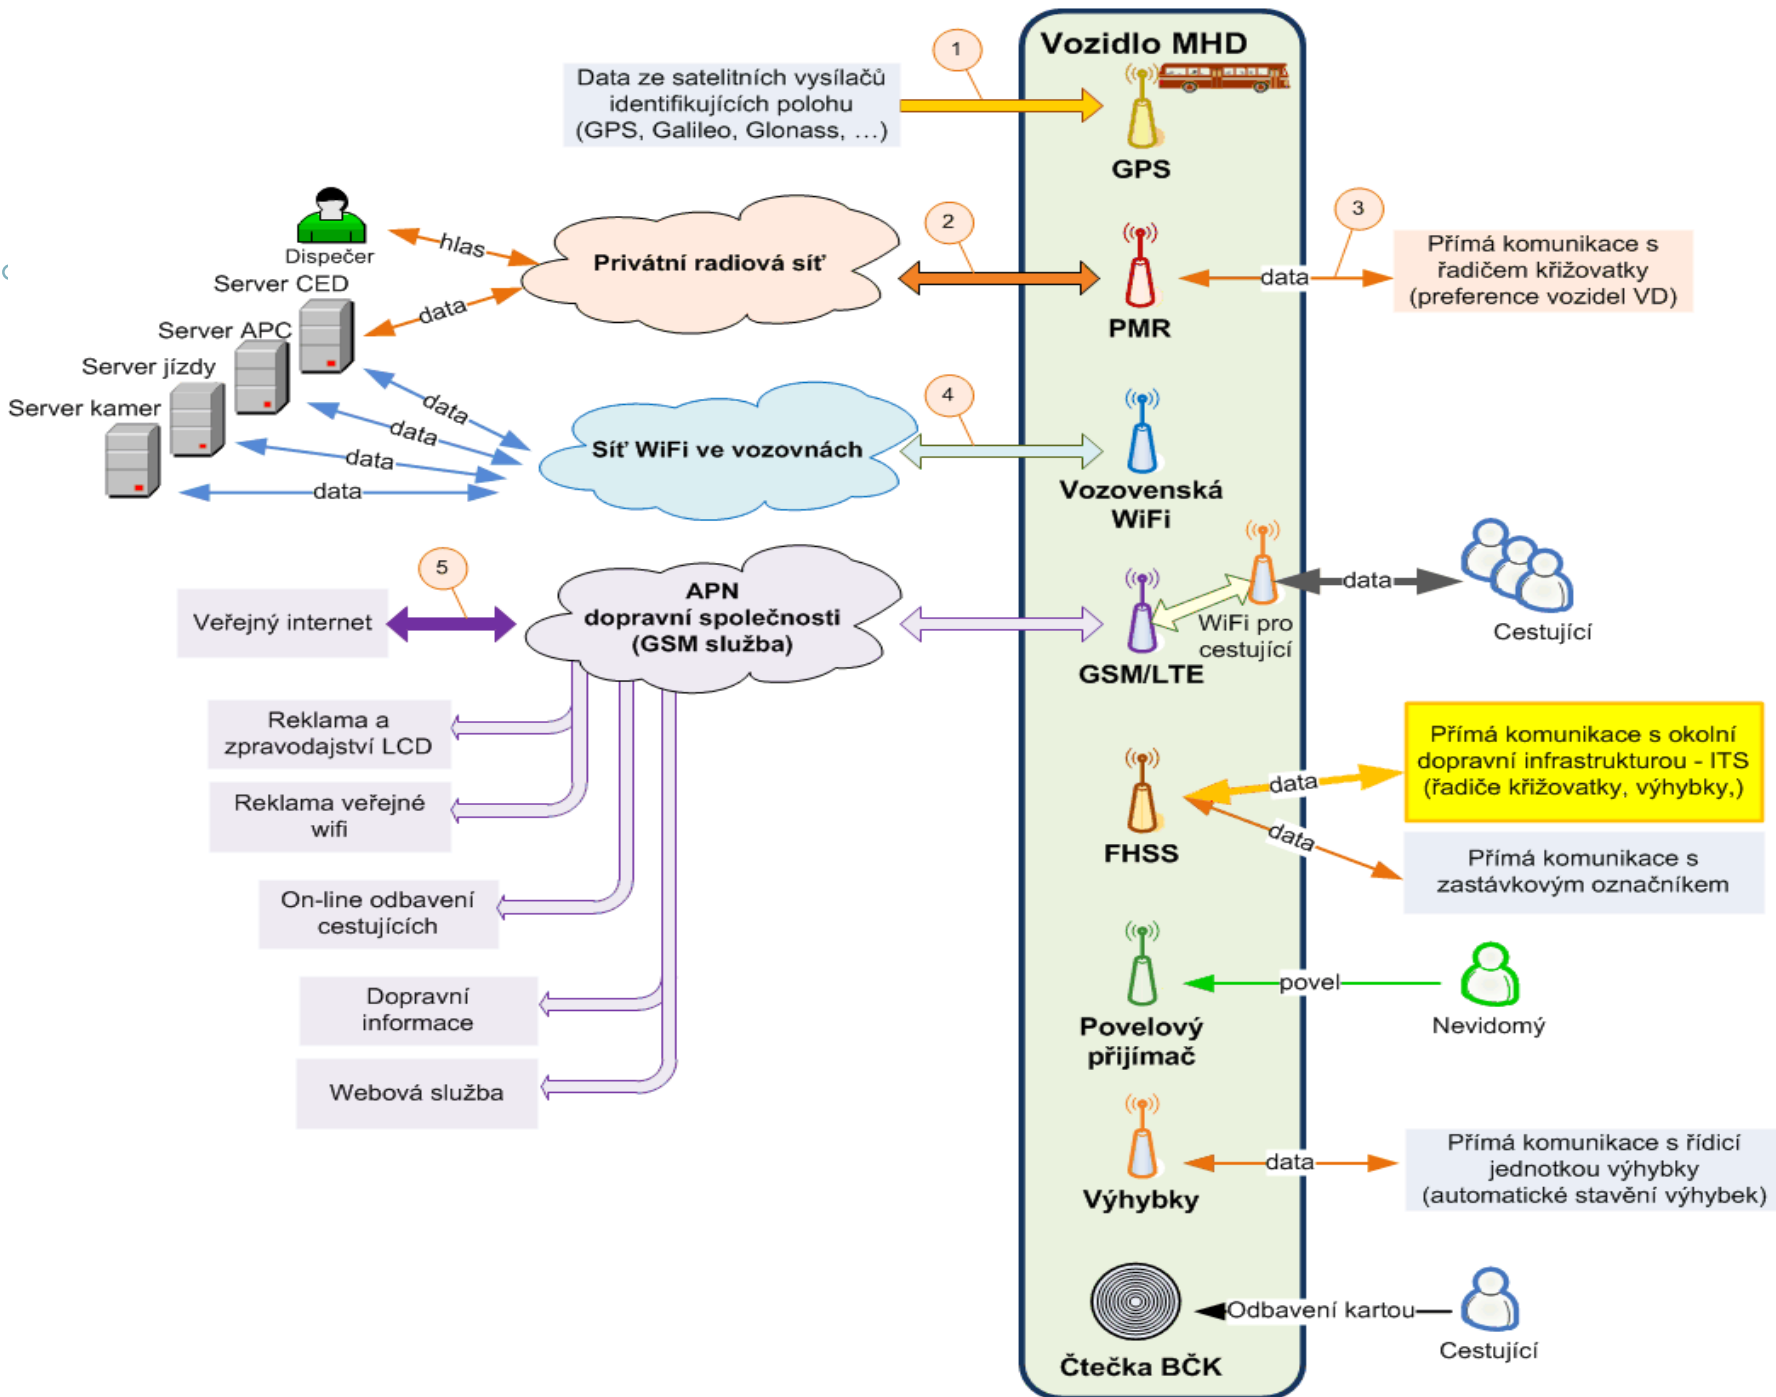 Vozidlo MHD
1
Data ze satelitních vysílačů
identifikujících polohu
(GPS, Galileo, Glonass, ...)
GPS
Dispečer
hlas
Privátní radiová síť
2
PMR
data
3
Přímá komunikace s
řadičem křižovatky
(preference vozidel VD)
Server CED
data
Server APC
Server jízdy
Server kamer
data
data
data
data
Síť WiFi ve vozovnách
4
Vozovenská
WiFi
5
Veřejný internet
APN
dopravní společnosti
(GSM služba)
GSM/LTE
WiFi pro
cestující
data
Cestující
Reklama a
zpravodajství LCD
Reklama veřejné
wifi
On-line odbavení
cestujících
Dopravní
informace
Webová služba
FHSS
data
Přímá komunikace s okolní
dopravní infrastrukturou - ITS
(řadiče křižovatky, výhybky,)
data
Přímá komunikace s
zastávkovým označníkem
Povelový
přijímač
povel
Nevidomý
Výhybky
data
Přímá komunikace s řídicí
jednotkou výhybky
(automatické stavění výhybek)
Čtečka BČK
Odbavení kartou
Cestující